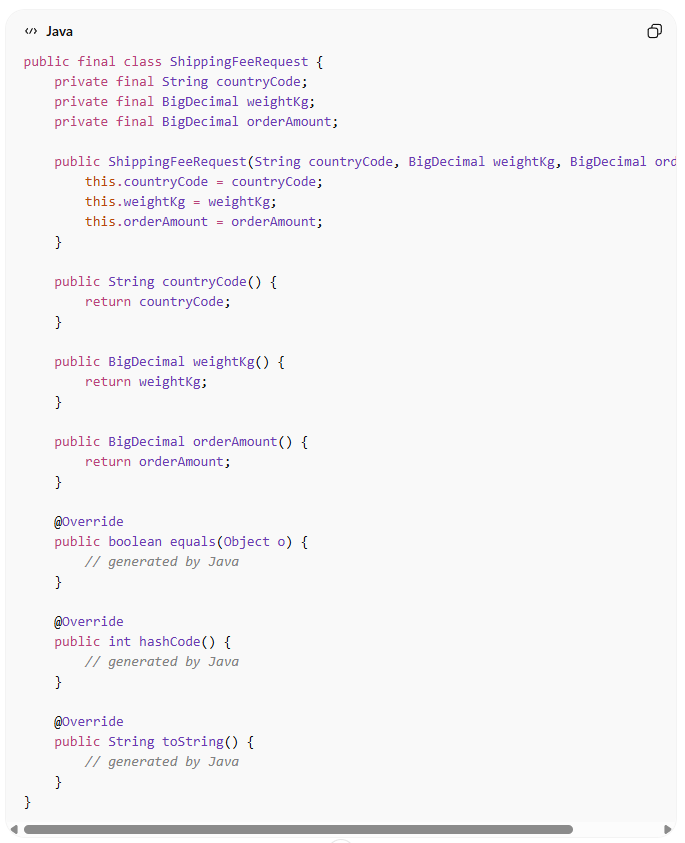 Java
public final class ShippingFeeRequest {
    private final String countryCode;
    private final BigDecimal weightKg;
    private final BigDecimal orderAmount;

    public ShippingFeeRequest(String countryCode, BigDecimal weightKg, BigDecimal ord
        this.countryCode = countryCode;
        this.weightKg = weightKg;
        this.orderAmount = orderAmount;
    }

    public String countryCode() {
        return countryCode;
    }

    public BigDecimal weightKg() {
        return weightKg;
    }

    public BigDecimal orderAmount() {
        return orderAmount;
    }

    @Override
    public boolean equals(Object o) {
        // generated by Java
    }

    @Override
    public int hashCode() {
        // generated by Java
    }

    @Override
    public String toString() {
        // generated by Java
    }
}